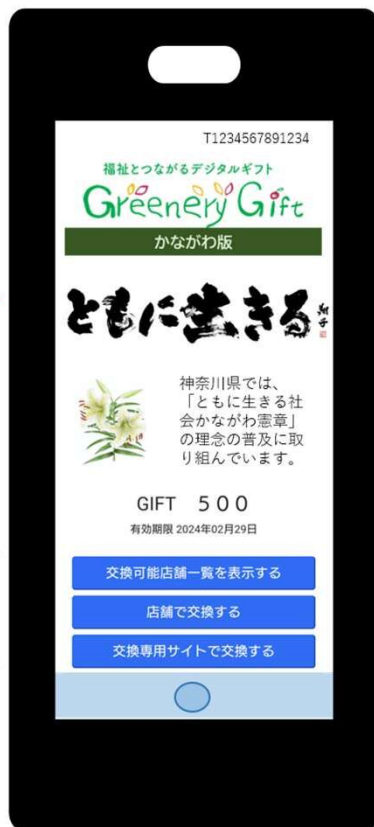 T1234567891234
福祉とつながるデジタルギフト
Greenery Gift
かながわ版
ともに生きる
翔子
神奈川県では、
「ともに生きる社
会かながわ憲章」
の理念の普及に取
り組んでいます。
GIFT 500
有効期限 2024年02月29日
交換可能店舗一覧を表示する
店舗で交換する
交換専用サイトで交換する